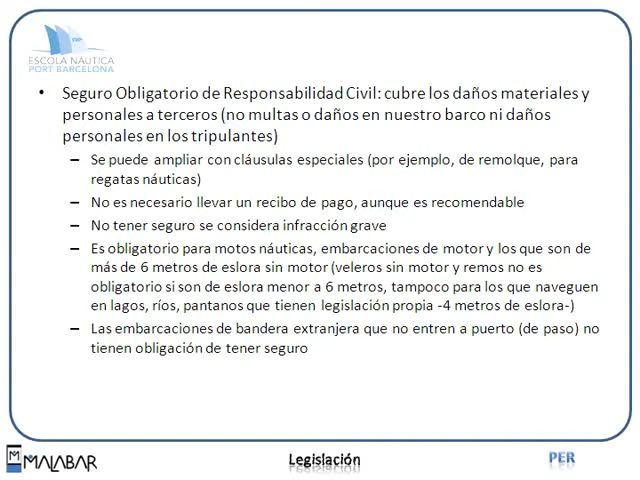 ESCOLA NÀUTICA
PORT BARCELONA
• Seguro Obligatorio de Responsabilidad Civil: cubre los daños materiales y
personales a terceros (no multas o daños en nuestro barco ni daños
personales en los tripulantes)
– Se puede ampliar con cláusulas especiales (por ejemplo, de remolque, para
regatas náuticas)
– No es necesario llevar un recibo de pago, aunque es recomendable
– No tener seguro se considera infracción grave
– Es obligatorio para motos náuticas, embarcaciones de motor y los que son de
más de 6 metros de eslora sin motor (veleros sin motor y remos no es
obligatorio si son de eslora menor a 6 metros, tampoco para los que naveguen
en lagos, ríos, pantanos que tienen legislación propia -4 metros de eslora-)
– Las embarcaciones de bandera extranjera que no entren a puerto (de paso) no
tienen obligación de tener seguro
MALABAR
Legislación
PER